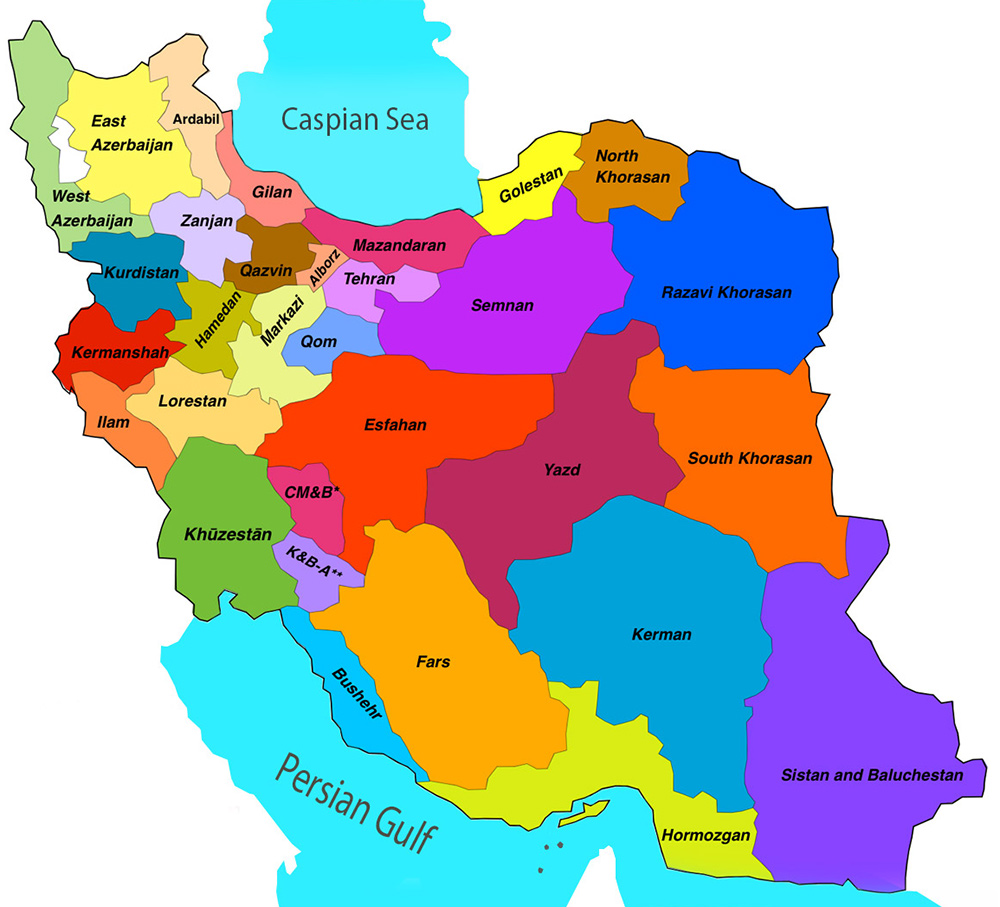 Caspian Sea
East
Azerbaijan
Ardabil
North
Khorasan
Golestan
Gilan
West
Azerbaijan
Zanjan
Mazandaran
Kurdistan
Qazvin
Alborz
Tehran
Semnan
Razavi Khorasan
Hamedan
Markazi
Qom
Kermanshah
Lorestan
Ilam
Esfahan
Yazd
South Khorasan
CM&B*
Khūzestān
K&B-A**
Kerman
Fars
Bushehr
Sistan and Baluchestan
Persian Gulf
Hormozgan